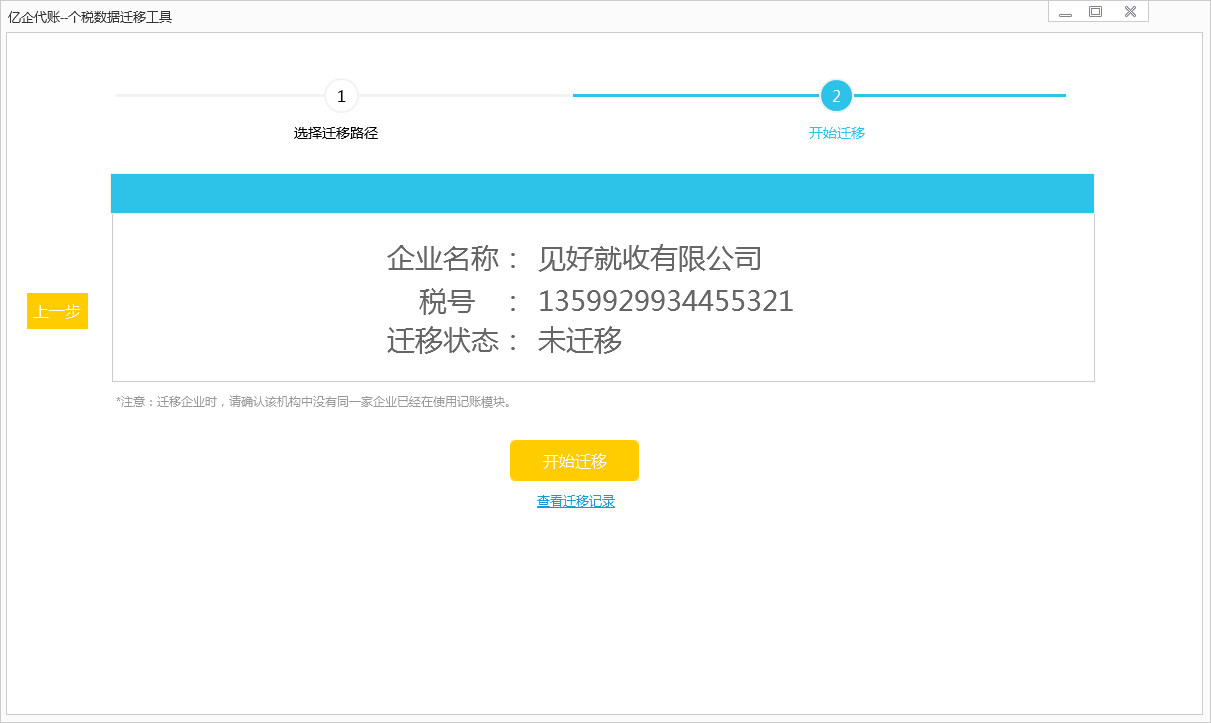 亿企代账--个税数据迁移工具
1
2
选择迁移路径
开始迁移
企业名称： 见好就收有限公司
税号 ： 1359929934455321
迁移状态： 未迁移
上一步
*注意：迁移企业时，请确认该机构中没有同一家企业已经在使用记账模块。
开始迁移
查看迁移记录